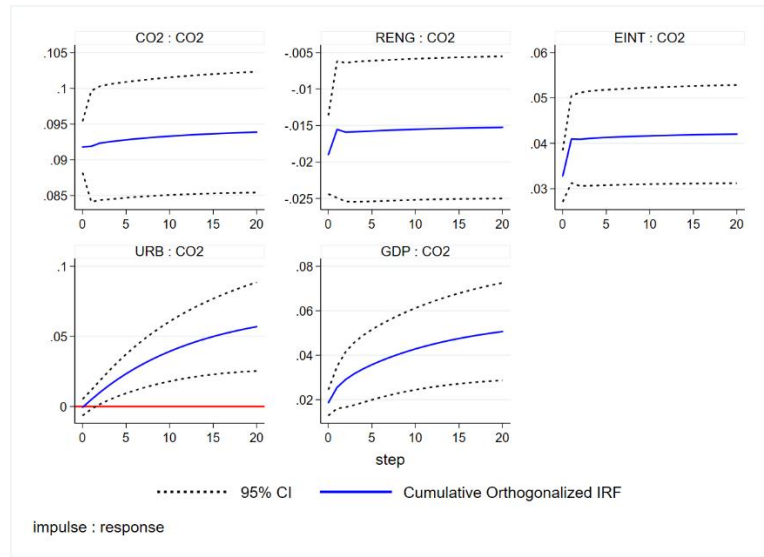 CO2 : CO2
.105
.1
.095
.09
.085
0 5 10 15 20
RENG : CO2
-.005
-.01
-.015
-.02
-.025
0 5 10 15 20
EINT : CO2
.06
.05
.04
.03
0 5 10 15 20
URB : CO2
.1
.05
0
0 5 10 15 20
GDP : CO2
.08
.06
.04
.02
0 5 10 15 20
step
95% CI
Cumulative Orthogonalized IRF
impulse : response